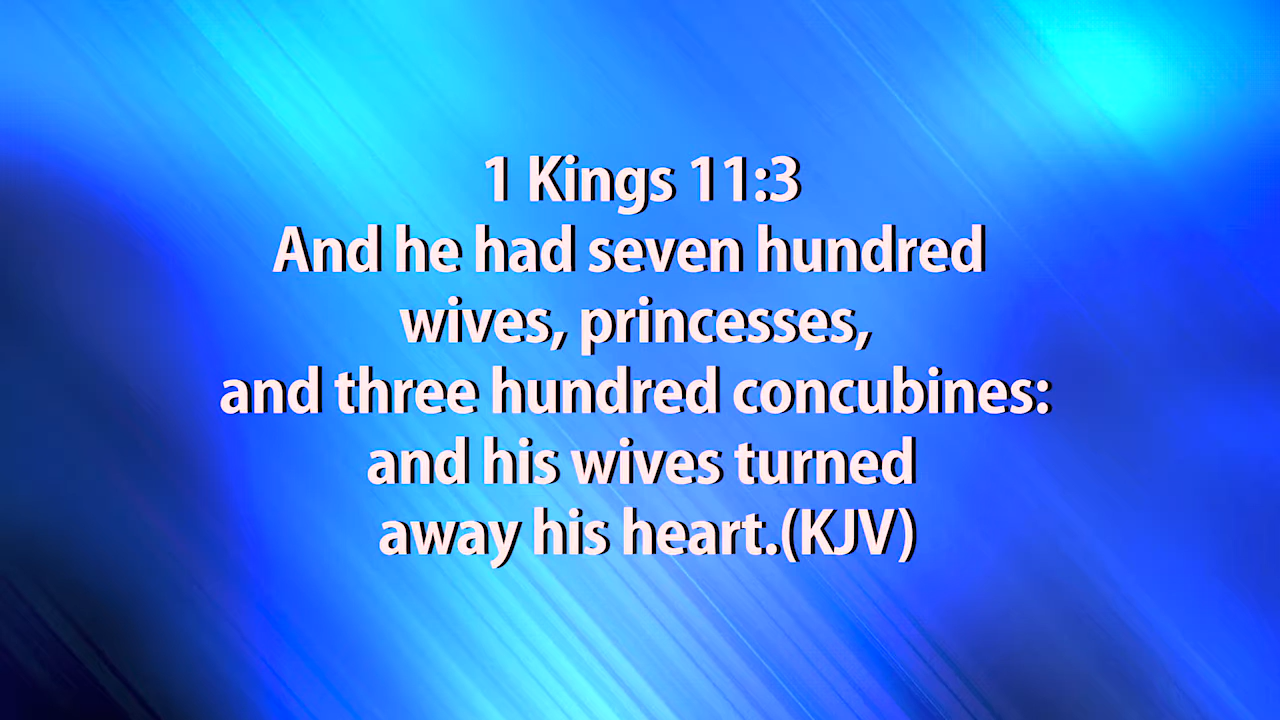 1 Kings 11:3
And he had seven hundred
wives, princesses,
and three hundred concubines:
and his wives turned
away his heart.(KJV)